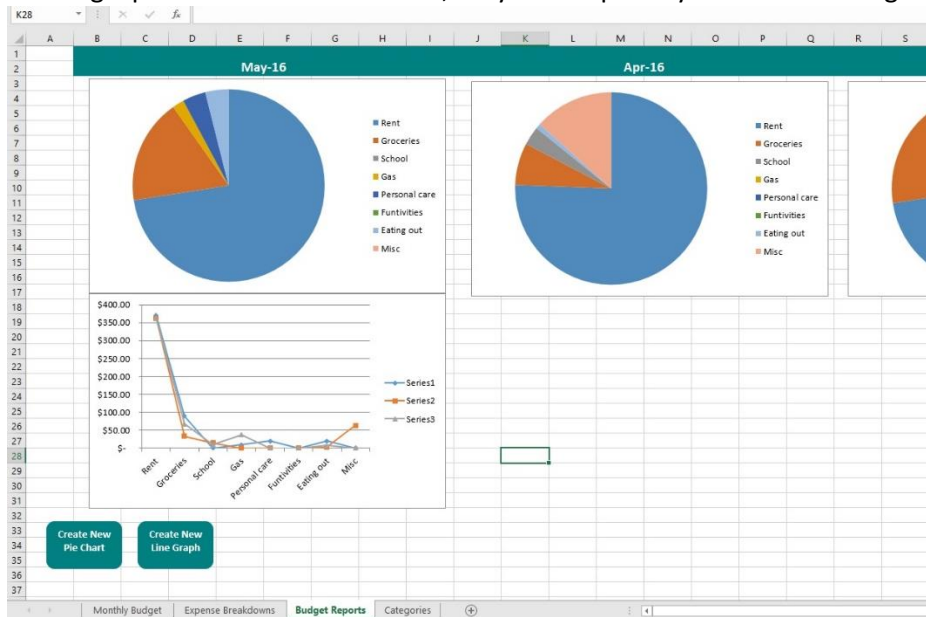 K28 fx
A B C D E F G H I J K L M N O P Q R S
1
2 May-16 Apr-16
3
4
5
6
7
8
9
10
11
12
13
14
15
16
17
18
19
20
21
22
23
24
25
26
27
28
29
30
31
32
33
34
35
36
37
Rent
Groceries
School
Gas
Personal care
Funtivities
Eating out
Misc
Rent
Groceries
School
Gas
Personal care
Funtivities
Eating out
Misc
$400.00
$350.00
$300.00
$250.00
$200.00
$150.00
$100.00
$50.00
$-
Rent
Groceries
School
Gas
Personal care
Funtivities
Eating out
Misc
Series1
Series2
Series3
Create New
Pie Chart
Create New
Line Graph
Monthly Budget Expense Breakdowns Budget Reports Categories